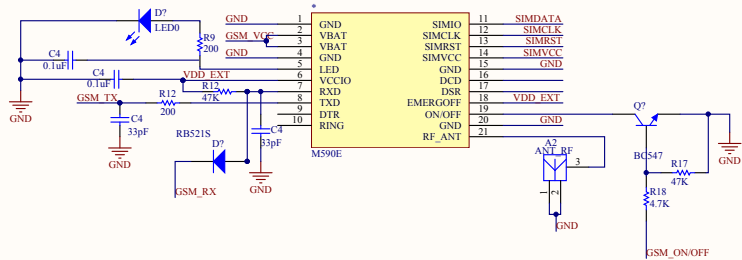 *
D?
LED0
R9
200
C4
0.1uF
C4
0.1uF
GND
GND
GSM_VCC
GND
VDD_EXT
R12
47K
GSM_TX
R12
200
C4
33pF
GND
RB521S
D?
GSM_RX
C4
33pF
GND
1 GND
2 VBAT
3 VBAT
4 GND
5 LED
6 VCCIO
7 RXD
8 TXD
9 DTR
10 RING
M590E
SIMIO 11 SIMDATA
SIMCLK 12 SIMCLK
SIMRST 13 SIMRST
SIMVCC 14 SIMVCC
GND 15 GND
DCD 16
DSR 17
EMERGOFF 18 VDD_EXT
ON/OFF 19
GND 20 GND
RF_ANT 21
A2
ANT_RF
3
1
2
GND
Q?
BC547
R17
47K
R18
4.7K
GND
GSM_ON/OFF